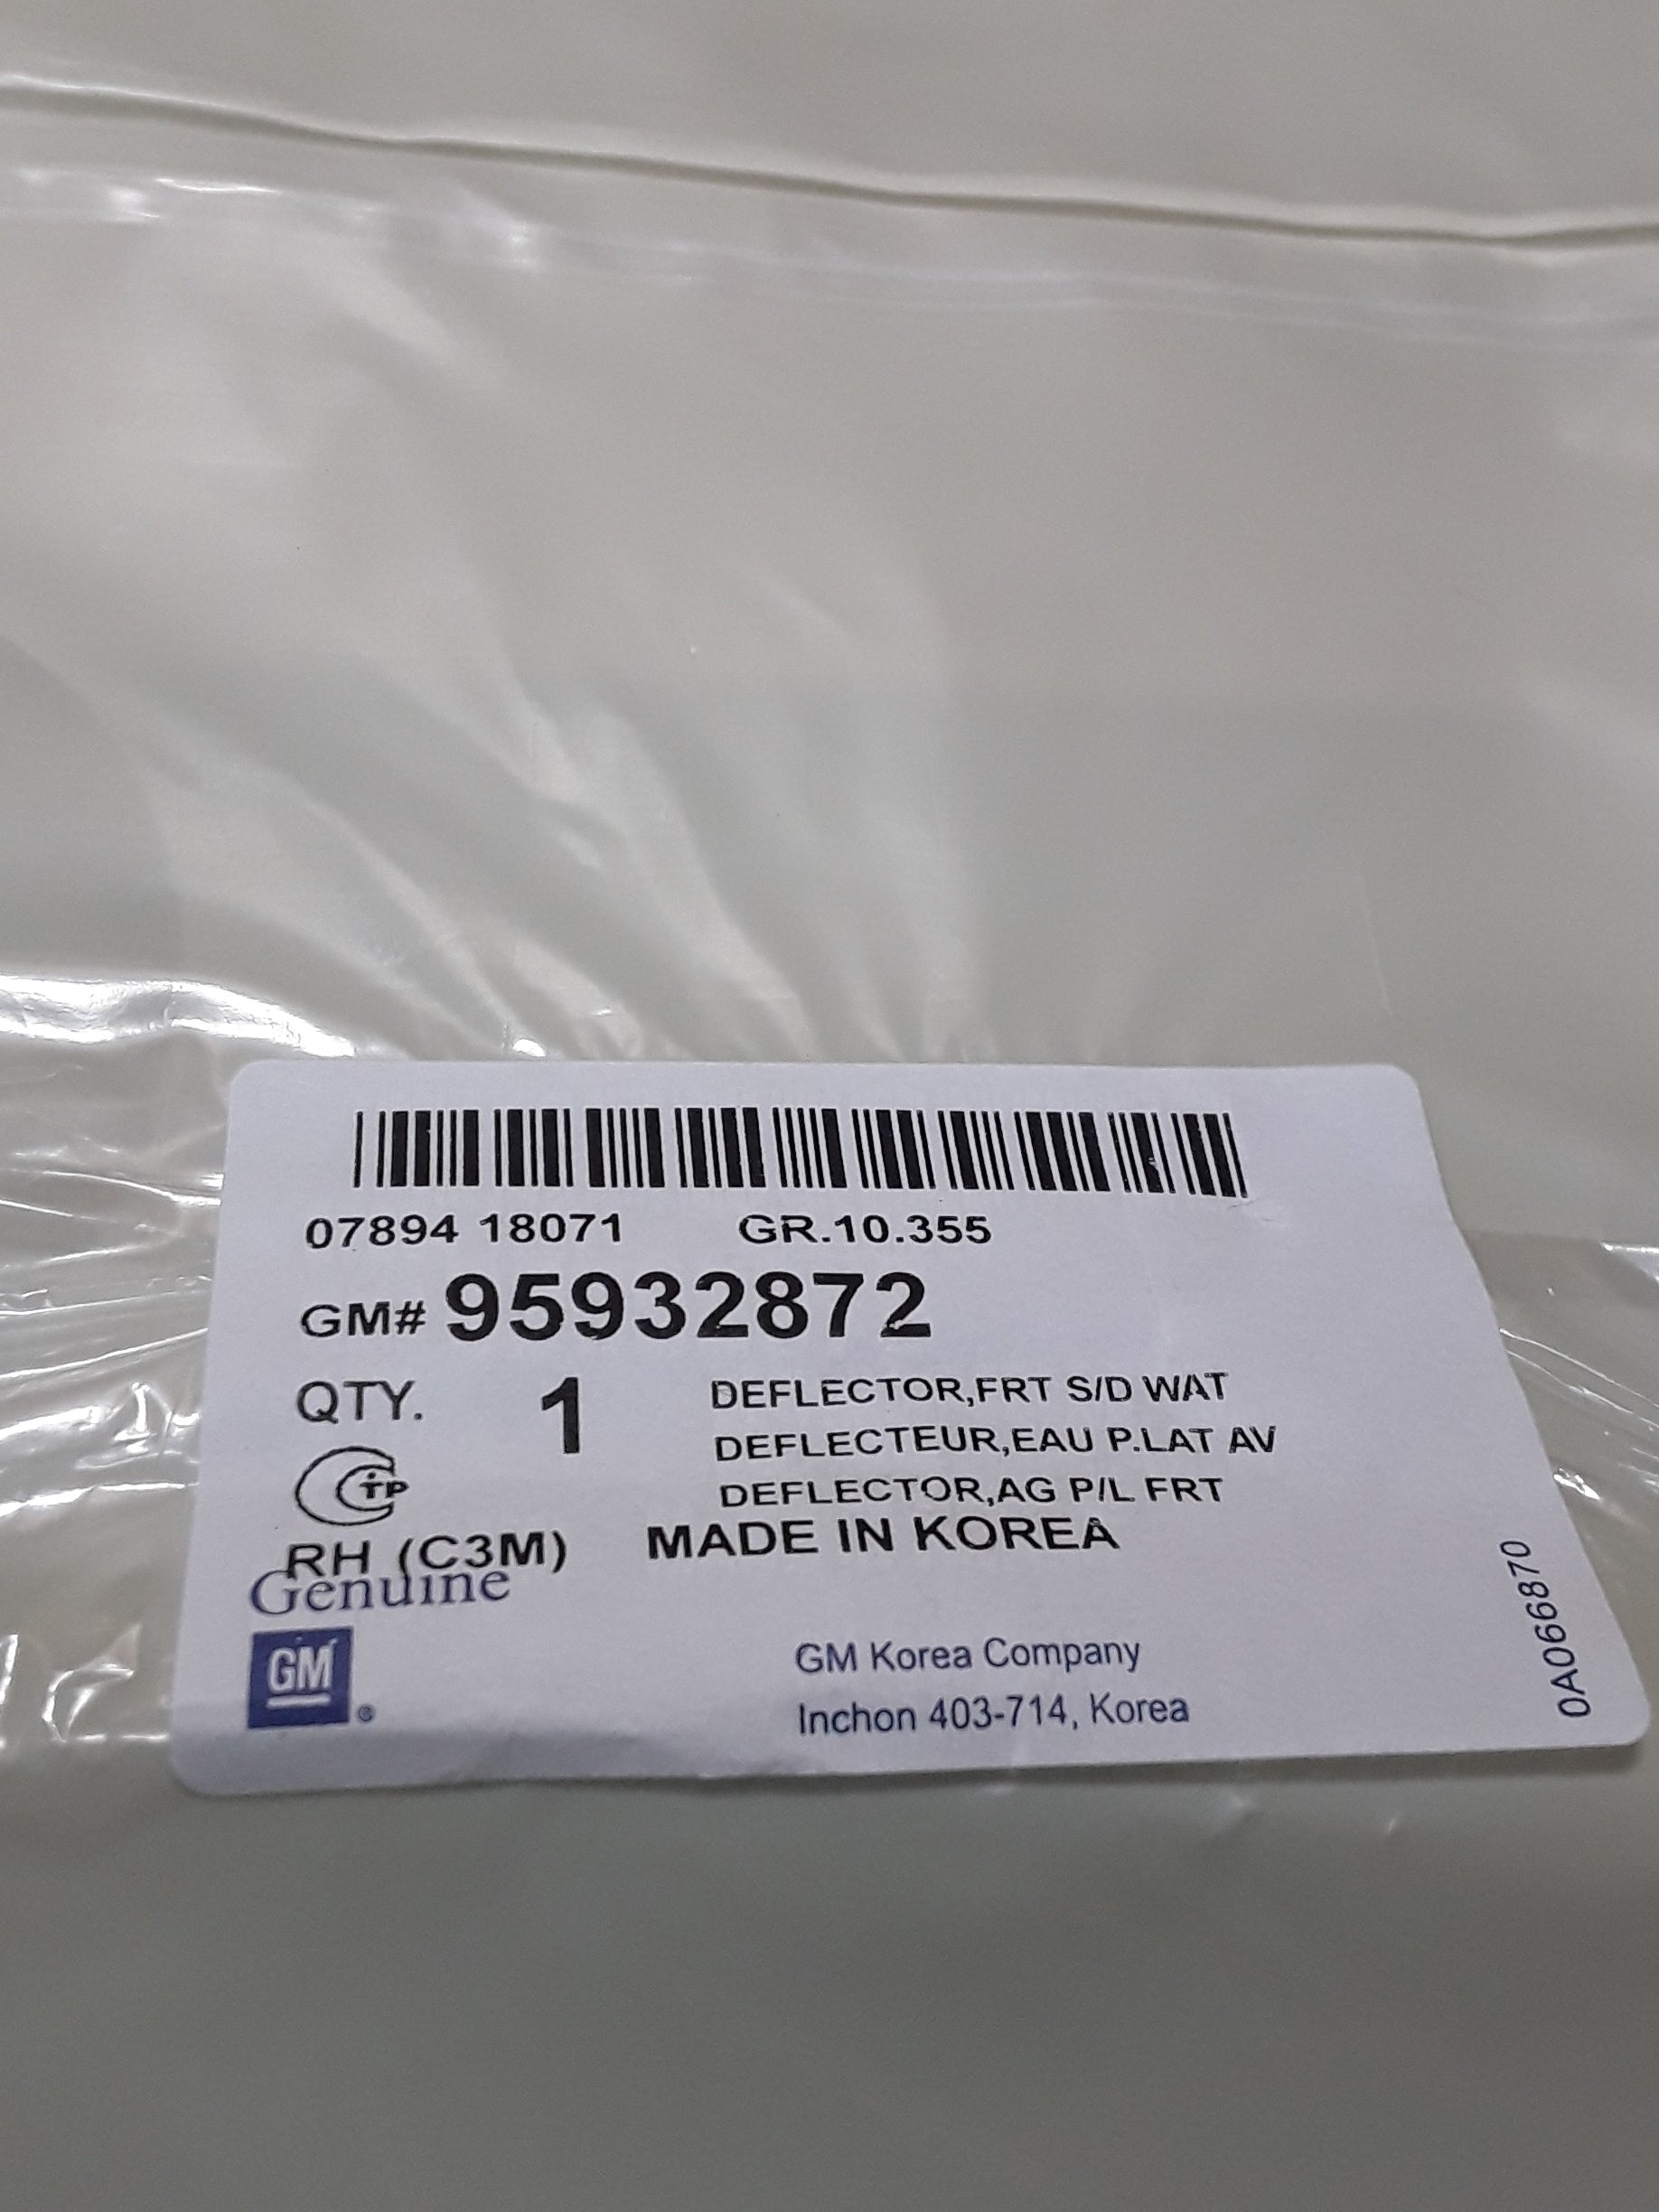 07894 18071 GR.10.355
GM# 95932872
QTY. 1 DEFLECTOR,FRT S/D WAT
DEFLECTEUR,EAU P.LAT AV
DEFLECTOR,AG P/L FRT
RH (C3M) MADE IN KOREA
Genuine
GM ®
GM Korea Company
Inchon 403-714, Korea
0A066870